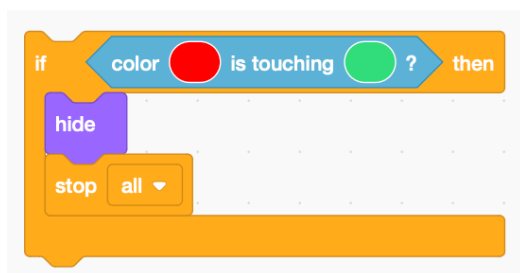 if color is touching ? then
hide
stop all